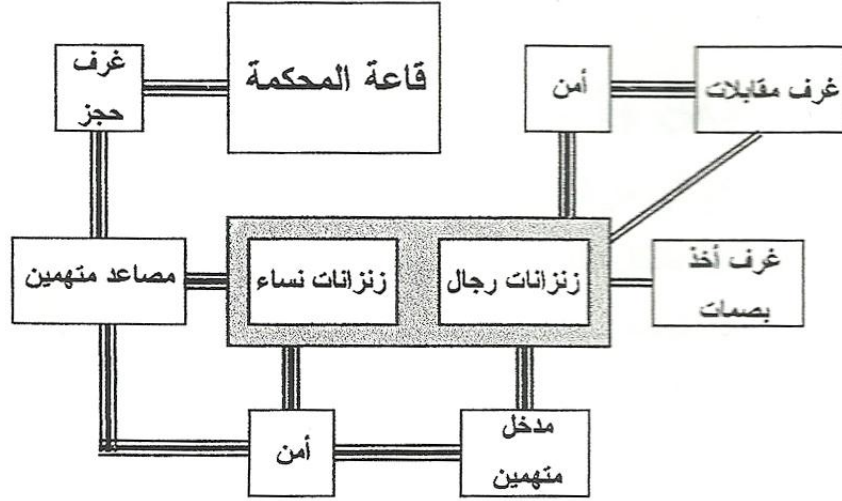 غرف
حجز
قاعة المحكمة
أمن
غرف مقابلات
مصاعد متهمين
زنزانات نساء
زنزانات رجال
غرف أخذ
بصمات
أمن
مدخل
متهمين